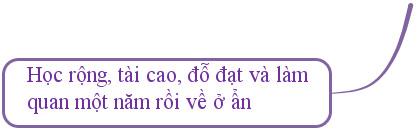 Học rộng, tài cao, đỗ đạt và làm
quan một năm rồi về ở ẩn